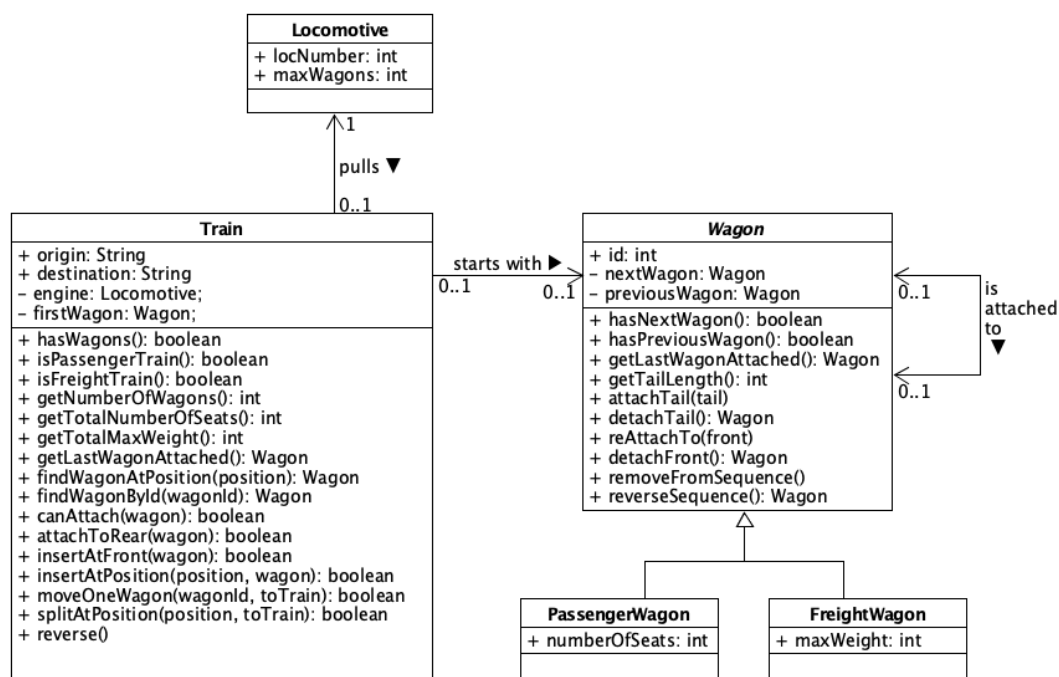 Locomotive
+ locNumber: int
+ maxWagons: int
1
pulls ▼
0..1
Train
+ origin: String
+ destination: String
– engine: Locomotive;
– firstWagon: Wagon;
+ hasWagons(): boolean
+ isPassengerTrain(): boolean
+ isFreightTrain(): boolean
+ getNumberOfWagons(): int
+ getTotalNumberOfSeats(): int
+ getTotalMaxWeight(): int
+ getLastWagonAttached(): Wagon
+ findWagonAtPosition(position): Wagon
+ findWagonById(wagonId): Wagon
+ canAttach(wagon): boolean
+ attachToRear(wagon): boolean
+ insertAtFront(wagon): boolean
+ insertAtPosition(position, wagon): boolean
+ moveOneWagon(wagonId, toTrain): boolean
+ splitAtPosition(position, toTrain): boolean
+ reverse()
starts with ▶
0..1
0..1
Wagon
+ id: int
– nextWagon: Wagon
– previousWagon: Wagon
+ hasNextWagon(): boolean
+ hasPreviousWagon(): boolean
+ getLastWagonAttached(): Wagon
+ getTailLength(): int
+ attachTail(tail)
+ detachTail(): Wagon
+ reAttachTo(front)
+ detachFront(): Wagon
+ removeFromSequence()
+ reverseSequence(): Wagon
0..1
is
attached
to
▼
0..1
PassengerWagon
+ numberOfSeats: int
FreightWagon
+ maxWeight: int